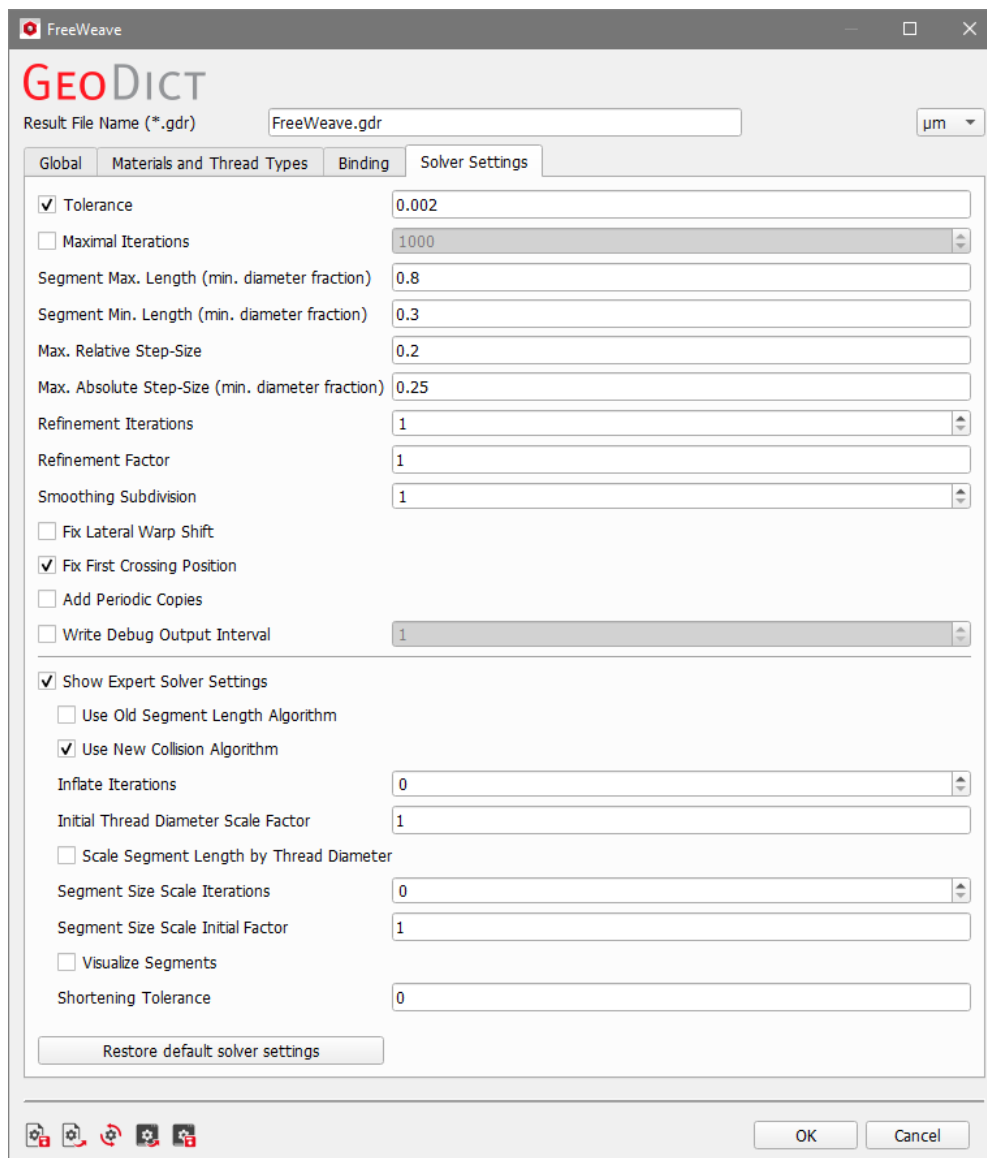 FreeWeave
GEODICT
Result File Name (*.gdr) FreeWeave.gdr µm
Global Materials and Thread Types Binding Solver Settings
Tolerance 0.002
Maximal Iterations 1000
Segment Max. Length (min. diameter fraction) 0.8
Segment Min. Length (min. diameter fraction) 0.3
Max. Relative Step-Size 0.2
Max. Absolute Step-Size (min. diameter fraction) 0.25
Refinement Iterations 1
Refinement Factor 1
Smoothing Subdivision 1
Fix Lateral Warp Shift
Fix First Crossing Position
Add Periodic Copies
Write Debug Output Interval 1
Show Expert Solver Settings
Use Old Segment Length Algorithm
Use New Collision Algorithm
Inflate Iterations 0
Initial Thread Diameter Scale Factor 1
Scale Segment Length by Thread Diameter
Segment Size Scale Iterations 0
Segment Size Scale Initial Factor 1
Visualize Segments
Shortening Tolerance 0
Restore default solver settings
OK Cancel